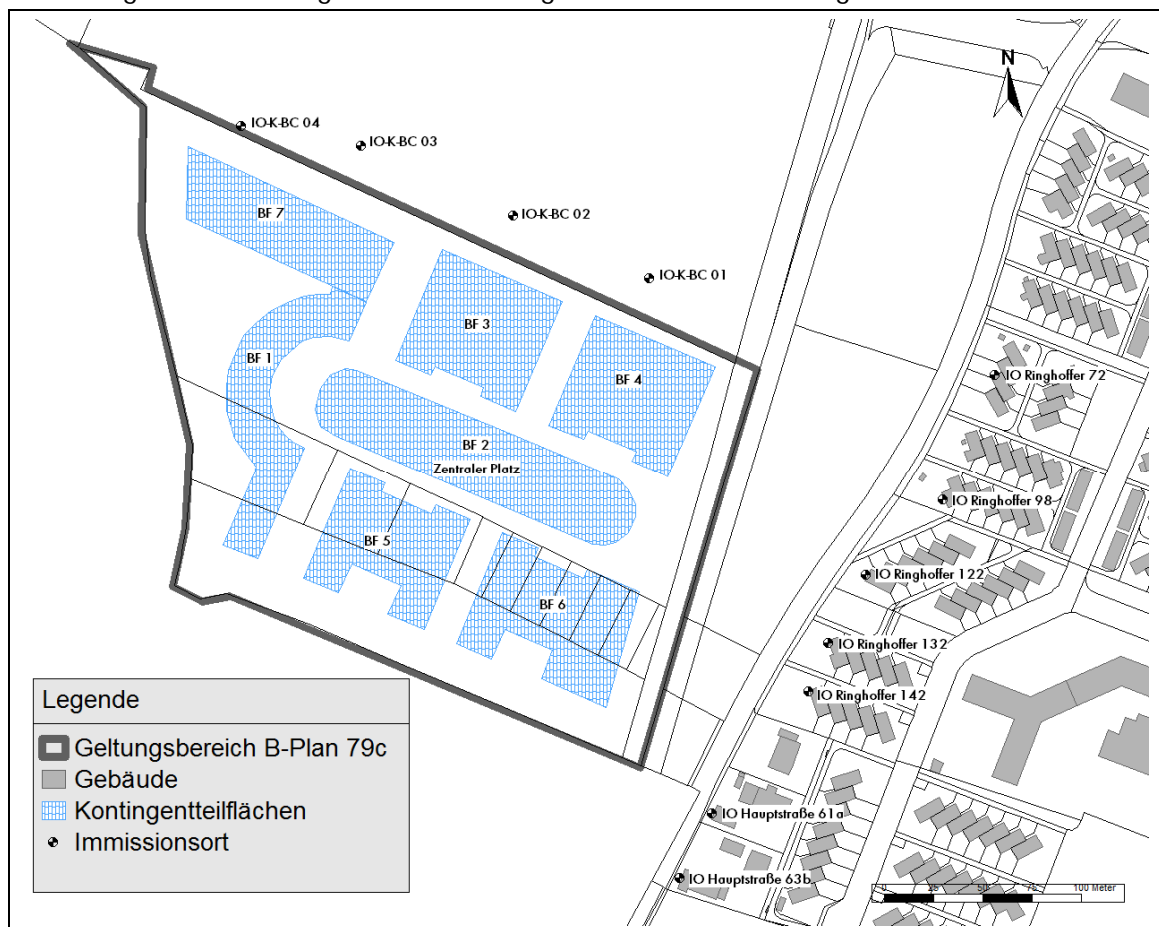 N
IO-K-BC 04
IO-K-BC 03
BF 7
IO-K-BC 02
IO-K-BC 01
BF 3
BF 1
BF 4
IO Ringhoffer 72
BF 2
Zentraler Platz
IO Ringhoffer 98
BF 5
IO Ringhoffer 122
BF 6
IO Ringhoffer 132
IO Ringhoffer 142
Legende
Geltungsbereich B-Plan 79c
Gebäude
Kontingentteilflächen
Immissionsort
IO Hauptstraße 61a
IO Hauptstraße 63b
0 25 50 75 100 Meter